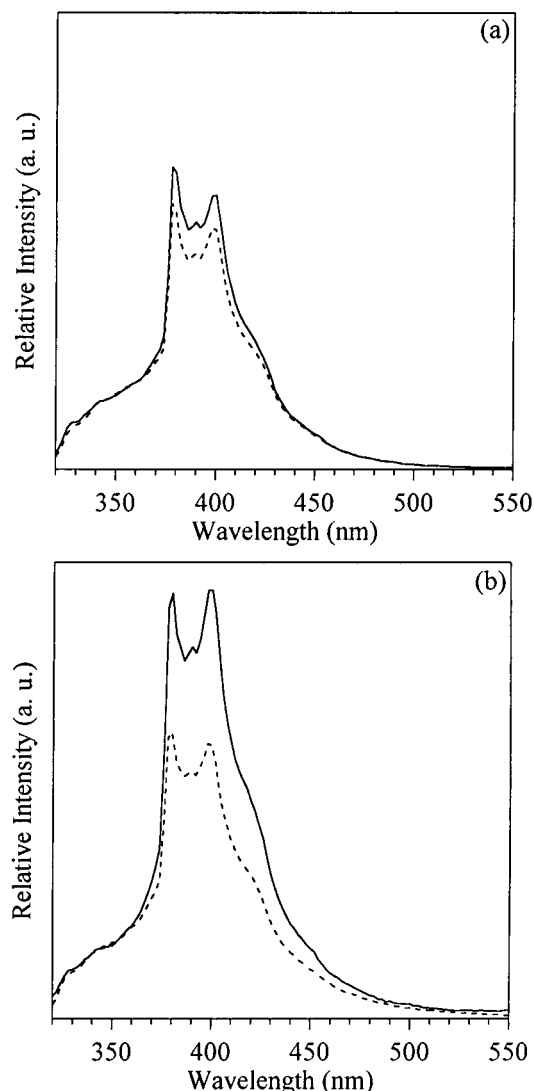 (a)
Relative Intensity (a. u.)
350 400 450 500 550
Wavelength (nm)
(b)
Relative Intensity (a. u.)
350 400 450 500 550
Wavelength (nm)